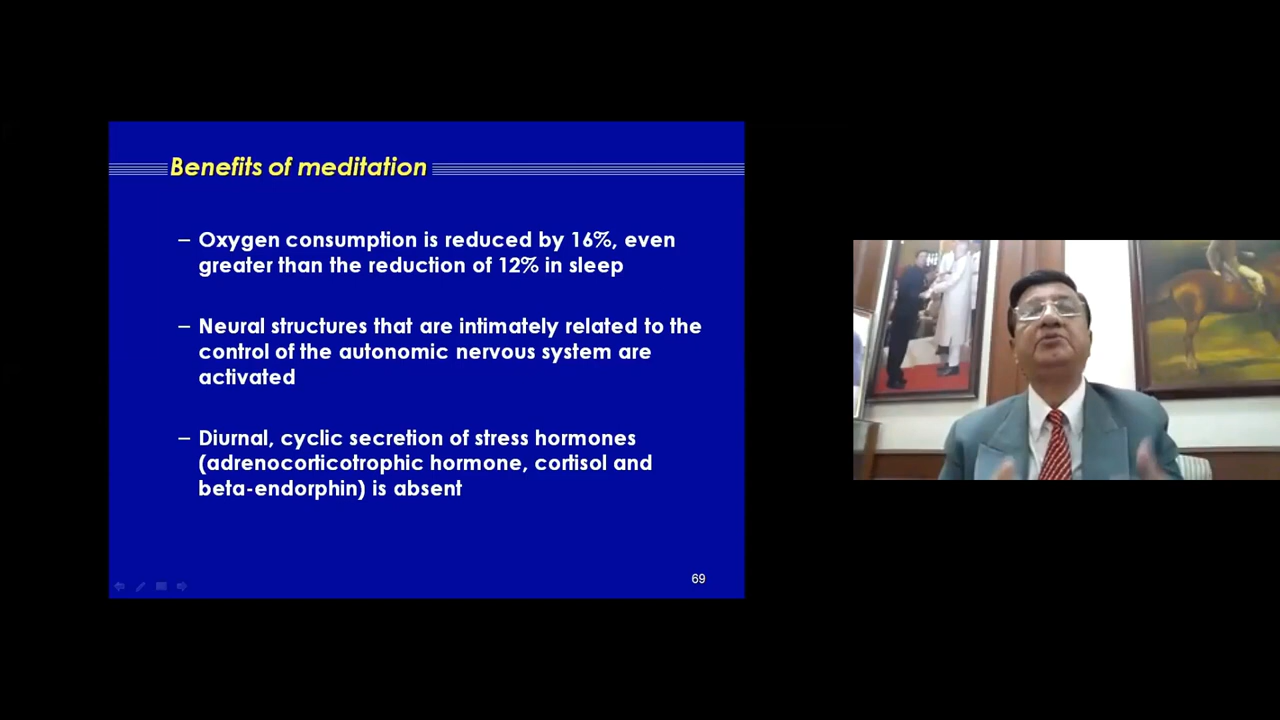 Benefits of meditation
– Oxygen consumption is reduced by 16%, even
greater than the reduction of 12% in sleep
– Neural structures that are intimately related to the
control of the autonomic nervous system are
activated
– Diurnal, cyclic secretion of stress hormones
(adrenocorticotrophic hormone, cortisol and
beta-endorphin) is absent
69